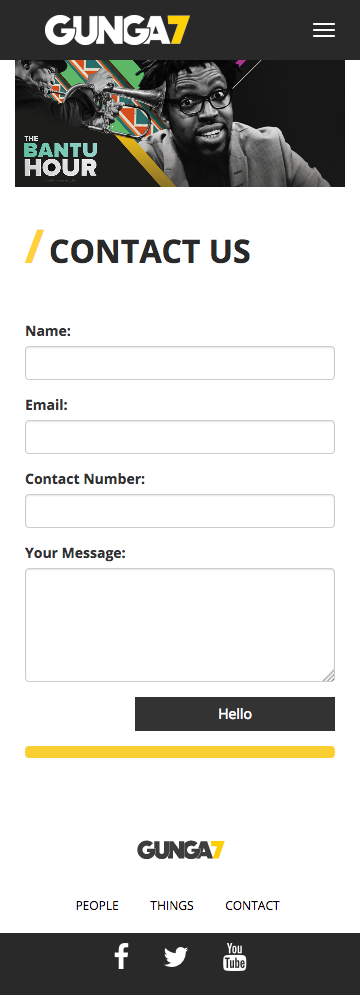 GUNGA7
THE
BANTU
HOUR
/ CONTACT US
Name:
Email:
Contact Number:
Your Message:
Hello
GUNGA7
PEOPLE THINGS CONTACT
You
Tube